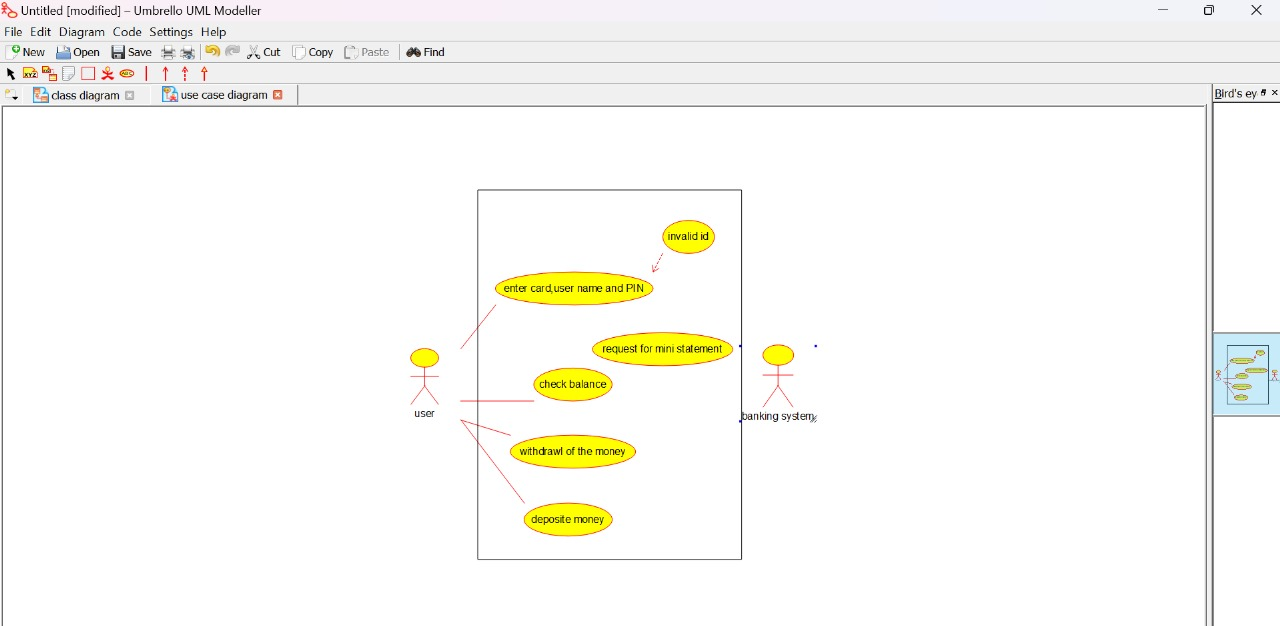 Untitled [modified] – Umbrello UML Modeller
File Edit Diagram Code Settings Help
New Open Save Cut Copy Paste Find
XYZ ABC
class diagram use case diagram
Bird's ey
invalid id
enter card,user name and PIN
request for mini statement
check balance
user
banking system
withdrawl of the money
deposite money